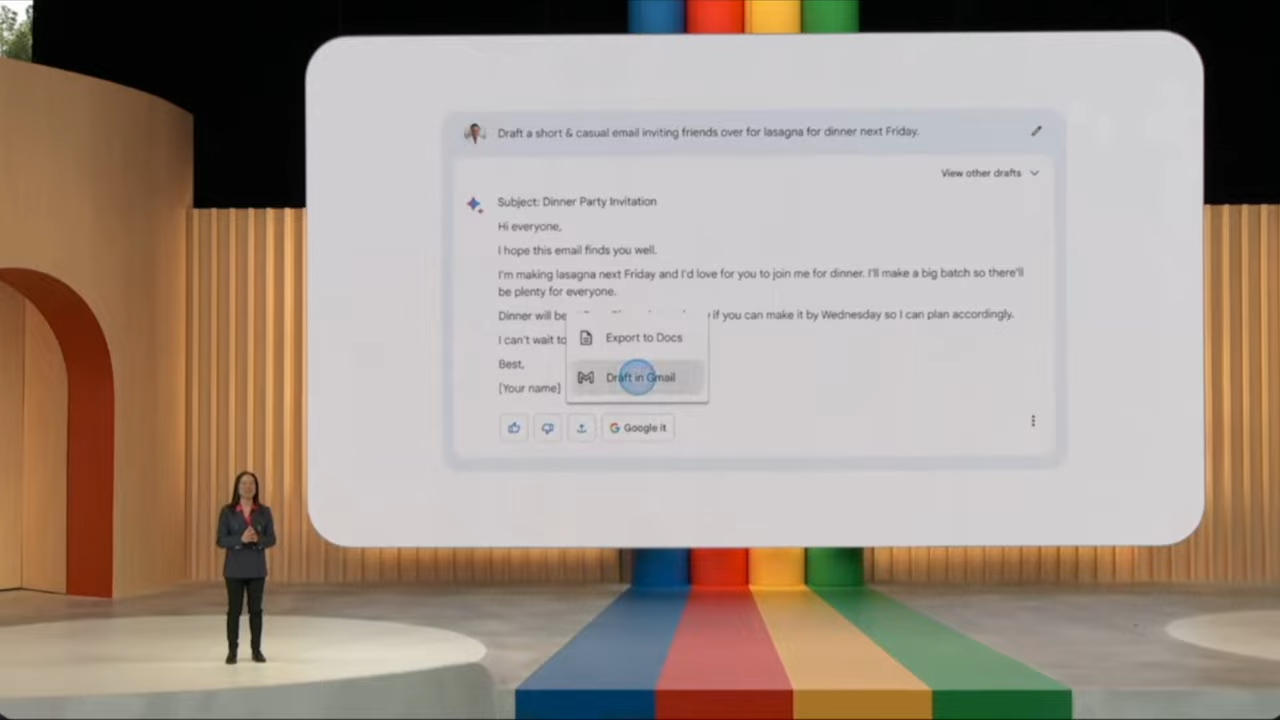 Draft a short & casual email inviting friends over for lasagna for dinner next Friday.
View other drafts
Subject: Dinner Party Invitation
Hi everyone,
I hope this email finds you well.
I'm making lasagna next Friday and I'd love for you to join me for dinner. I'll make a big batch so there'll
be plenty for everyone.
Dinner will be if you can make it by Wednesday so I can plan accordingly.
I can't wait to
Export to Docs
Best,
Draft in Gmail
[Your name]
Google it